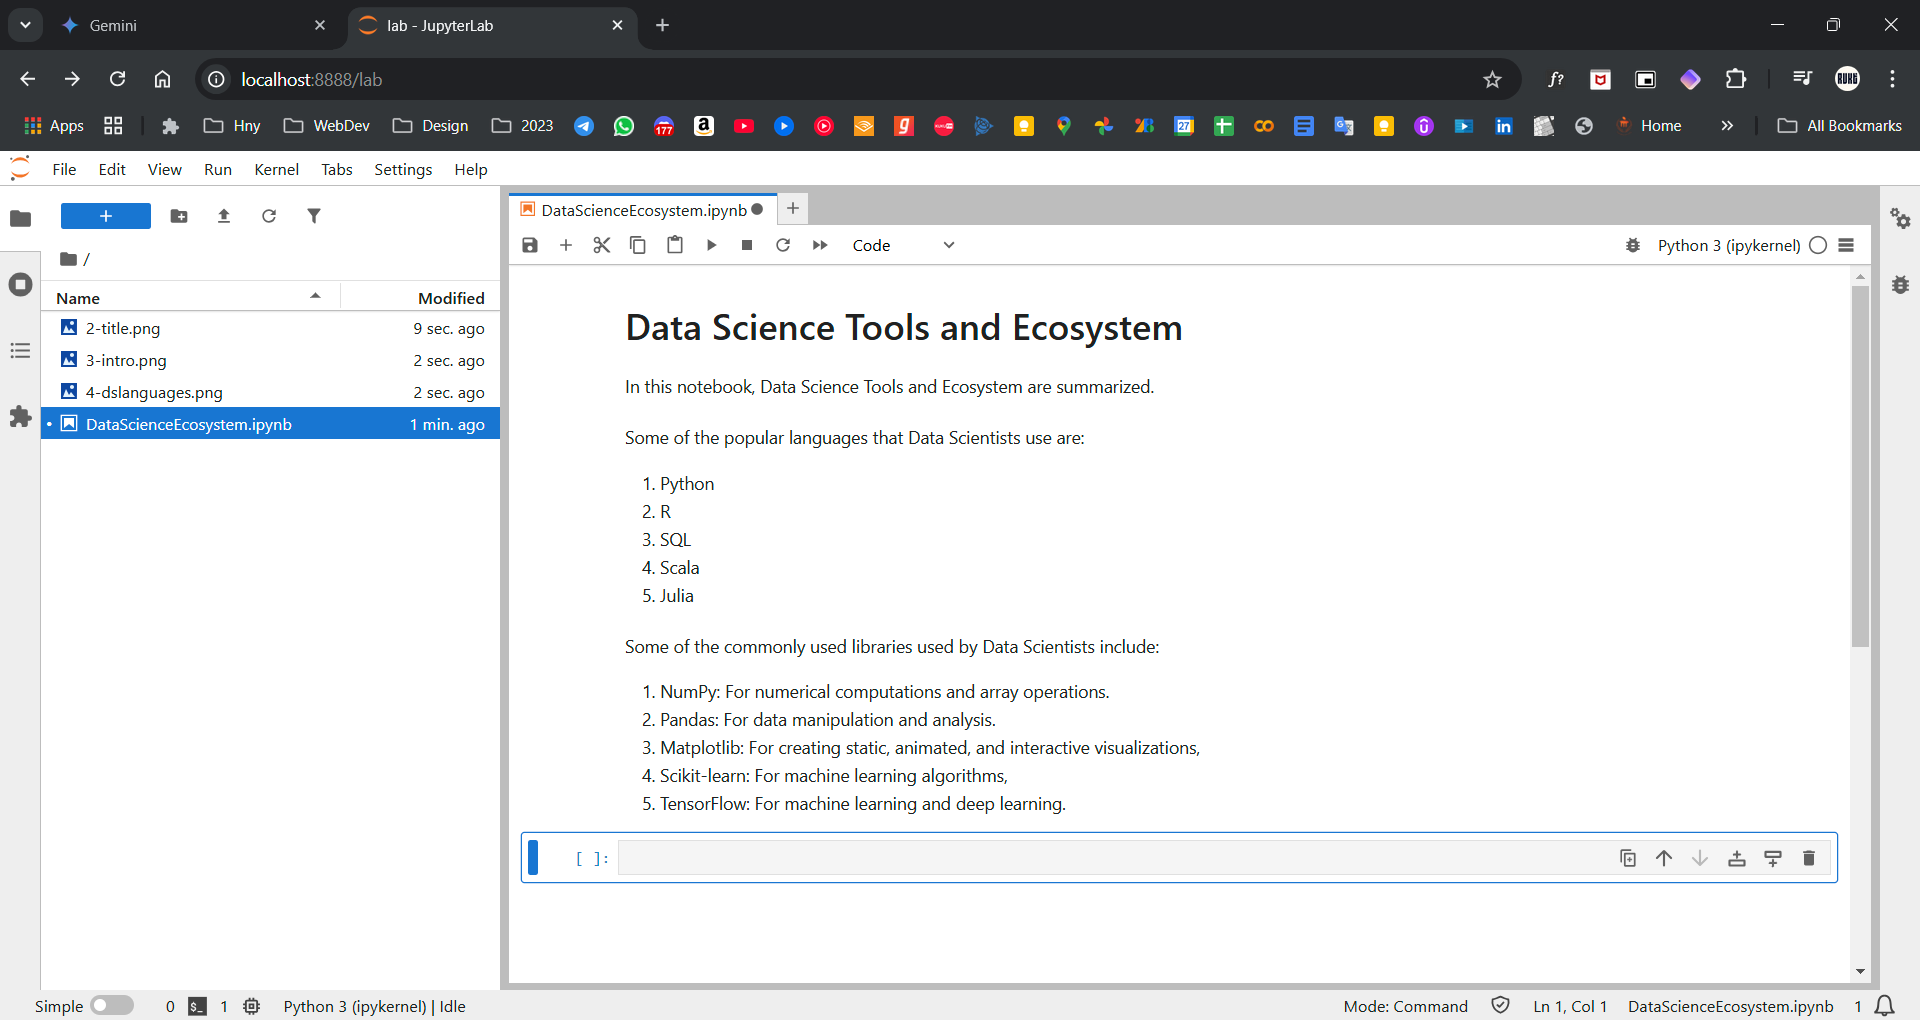 Gemini
lab - JupyterLab
localhost:8888/lab
f?
RUHE
Apps
Hny
WebDev
Design
2023
177
a
27
in
Home
All Bookmarks
File Edit View Run Kernel Tabs Settings Help
DataScienceEcosystem.ipynb
Code
Python 3 (ipykernel)
/
Name Modified
2-title.png 9 sec. ago
3-intro.png 2 sec. ago
4-dslanguages.png 2 sec. ago
DataScienceEcosystem.ipynb 1 min. ago
Data Science Tools and Ecosystem
In this notebook, Data Science Tools and Ecosystem are summarized.
Some of the popular languages that Data Scientists use are:
1. Python
2. R
3. SQL
4. Scala
5. Julia
Some of the commonly used libraries used by Data Scientists include:
1. NumPy: For numerical computations and array operations.
2. Pandas: For data manipulation and analysis.
3. Matplotlib: For creating static, animated, and interactive visualizations,
4. Scikit-learn: For machine learning algorithms,
5. TensorFlow: For machine learning and deep learning.
[ ]:
Simple 0 $_ 1 Python 3 (ipykernel) | Idle Mode: Command Ln 1, Col 1 DataScienceEcosystem.ipynb 1